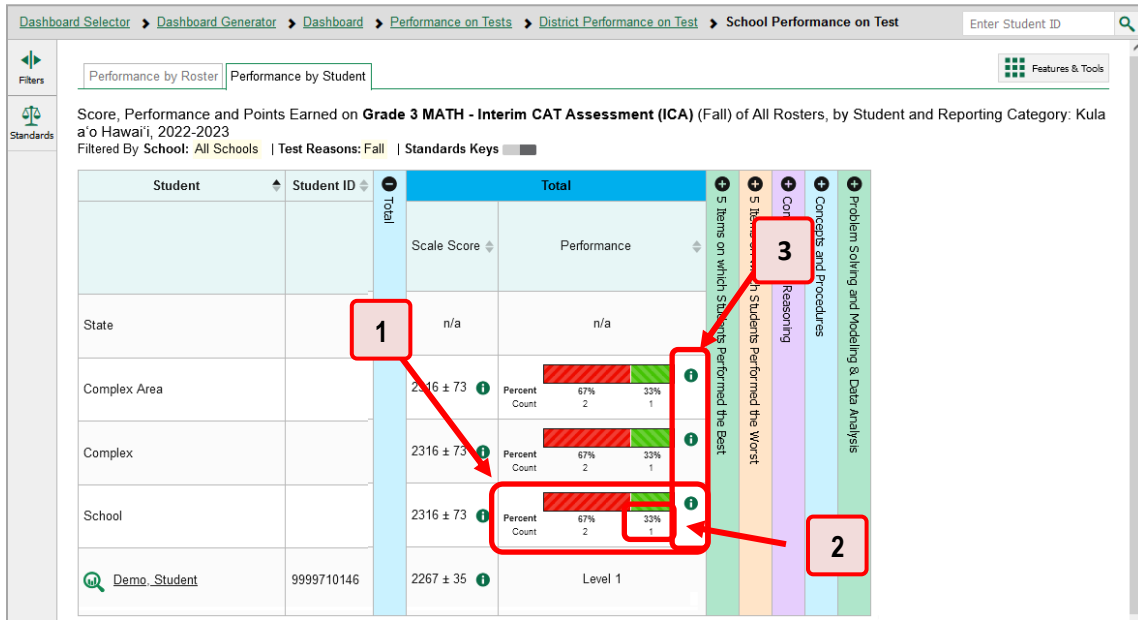 Dashboard Selector > Dashboard Generator > Dashboard > Performance on Tests > District Performance on Test > School Performance on Test
Enter Student ID
Filters
Standards
Performance by Roster
Performance by Student
Features & Tools
Score, Performance and Points Earned on Grade 3 MATH - Interim CAT Assessment (ICA) (Fall) of All Rosters, by Student and Reporting Category: Kula
a'o Hawai'i, 2022-2023
Filtered By School: All Schools | Test Reasons: Fall | Standards Keys
Student
Student ID
Total
Total
5 Items on which Students Performed the Best
5 Items on which Students Performed the Worst
Reasoning
Concepts and Procedures
Problem Solving and Modeling & Data Analysis
Scale Score
Performance
3
State
n/a
n/a
1
Complex Area
2316 ± 73
Percent 67% 33%
Count 2 1
Complex
2316 ± 73
Percent 67% 33%
Count 2 1
School
2316 ± 73
Percent 67% 33%
Count 2 1
2
Demo, Student
9999710146
2267 ± 35
Level 1